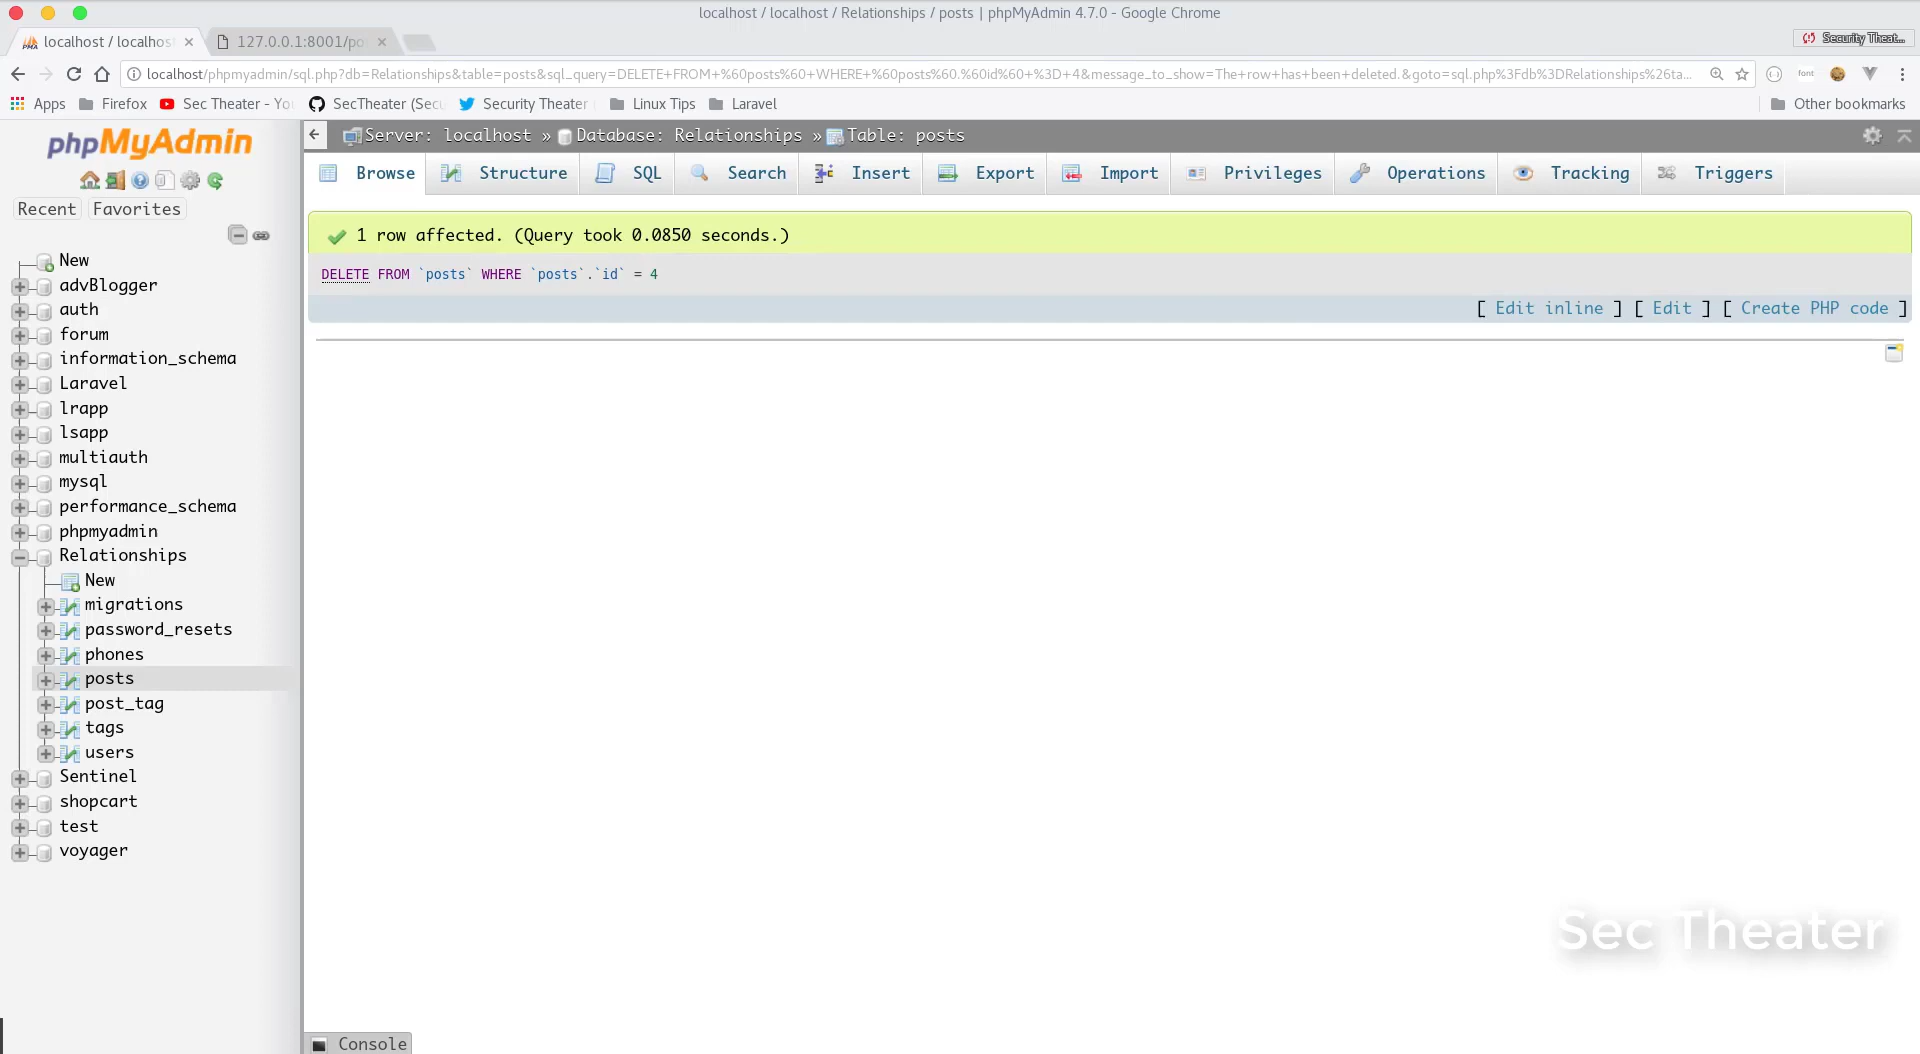 localhost / localhost / Relationships / posts | phpMyAdmin 4.7.0 - Google Chrome
localhost / localhos
127.0.0.1:8001/po
Security Theat...
localhost/phpmyadmin/sql.php?db=Relationships&table=posts&sql_query=DELETE+FROM+%60posts%60+WHERE+%60posts%60.%60id%60+%3D+4&message_to_show=The+row+has+been+deleted.&goto=sql.php%3Fdb%3DRelationships%26ta...
font
Apps Firefox Sec Theater - You SecTheater (Secu Security Theater Linux Tips Laravel Other bookmarks
phpMyAdmin
Recent Favorites
New
advBlogger
auth
forum
information_schema
Laravel
lrapp
lsapp
multiauth
mysql
performance_schema
phpmyadmin
Relationships
New
migrations
password_resets
phones
posts
post_tag
tags
users
Sentinel
shopcart
test
voyager
Server: localhost » Database: Relationships » Table: posts
Browse Structure SQL Search Insert Export Import Privileges Operations Tracking Triggers
1 row affected. (Query took 0.0850 seconds.)
DELETE FROM `posts` WHERE `posts`.`id` = 4
[ Edit inline ] [ Edit ] [ Create PHP code ]
Sec Theater
Console